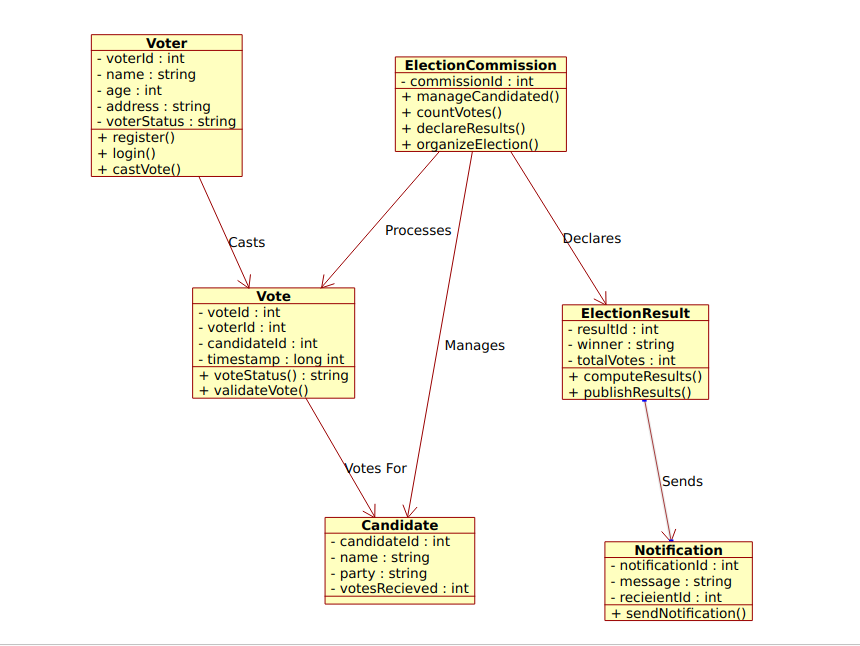 Voter
- voterId : int
- name : string
- age : int
- address : string
- voterStatus : string
+ register()
+ login()
+ castVote()
ElectionCommission
- commissionId : int
+ manageCandidated()
+ countVotes()
+ declareResults()
+ organizeElection()
Casts
Processes
Declares
Vote
- voteId : int
- voterId : int
- candidateId : int
- timestamp : long int
+ voteStatus() : string
+ validateVote()
Manages
ElectionResult
- resultId : int
- winner : string
- totalVotes : int
+ computeResults()
+ publishResults()
Votes For
Sends
Candidate
- candidateId : int
- name : string
- party : string
- votesRecieved : int
Notification
- notificationId : int
- message : string
- recieientId : int
+ sendNotification()